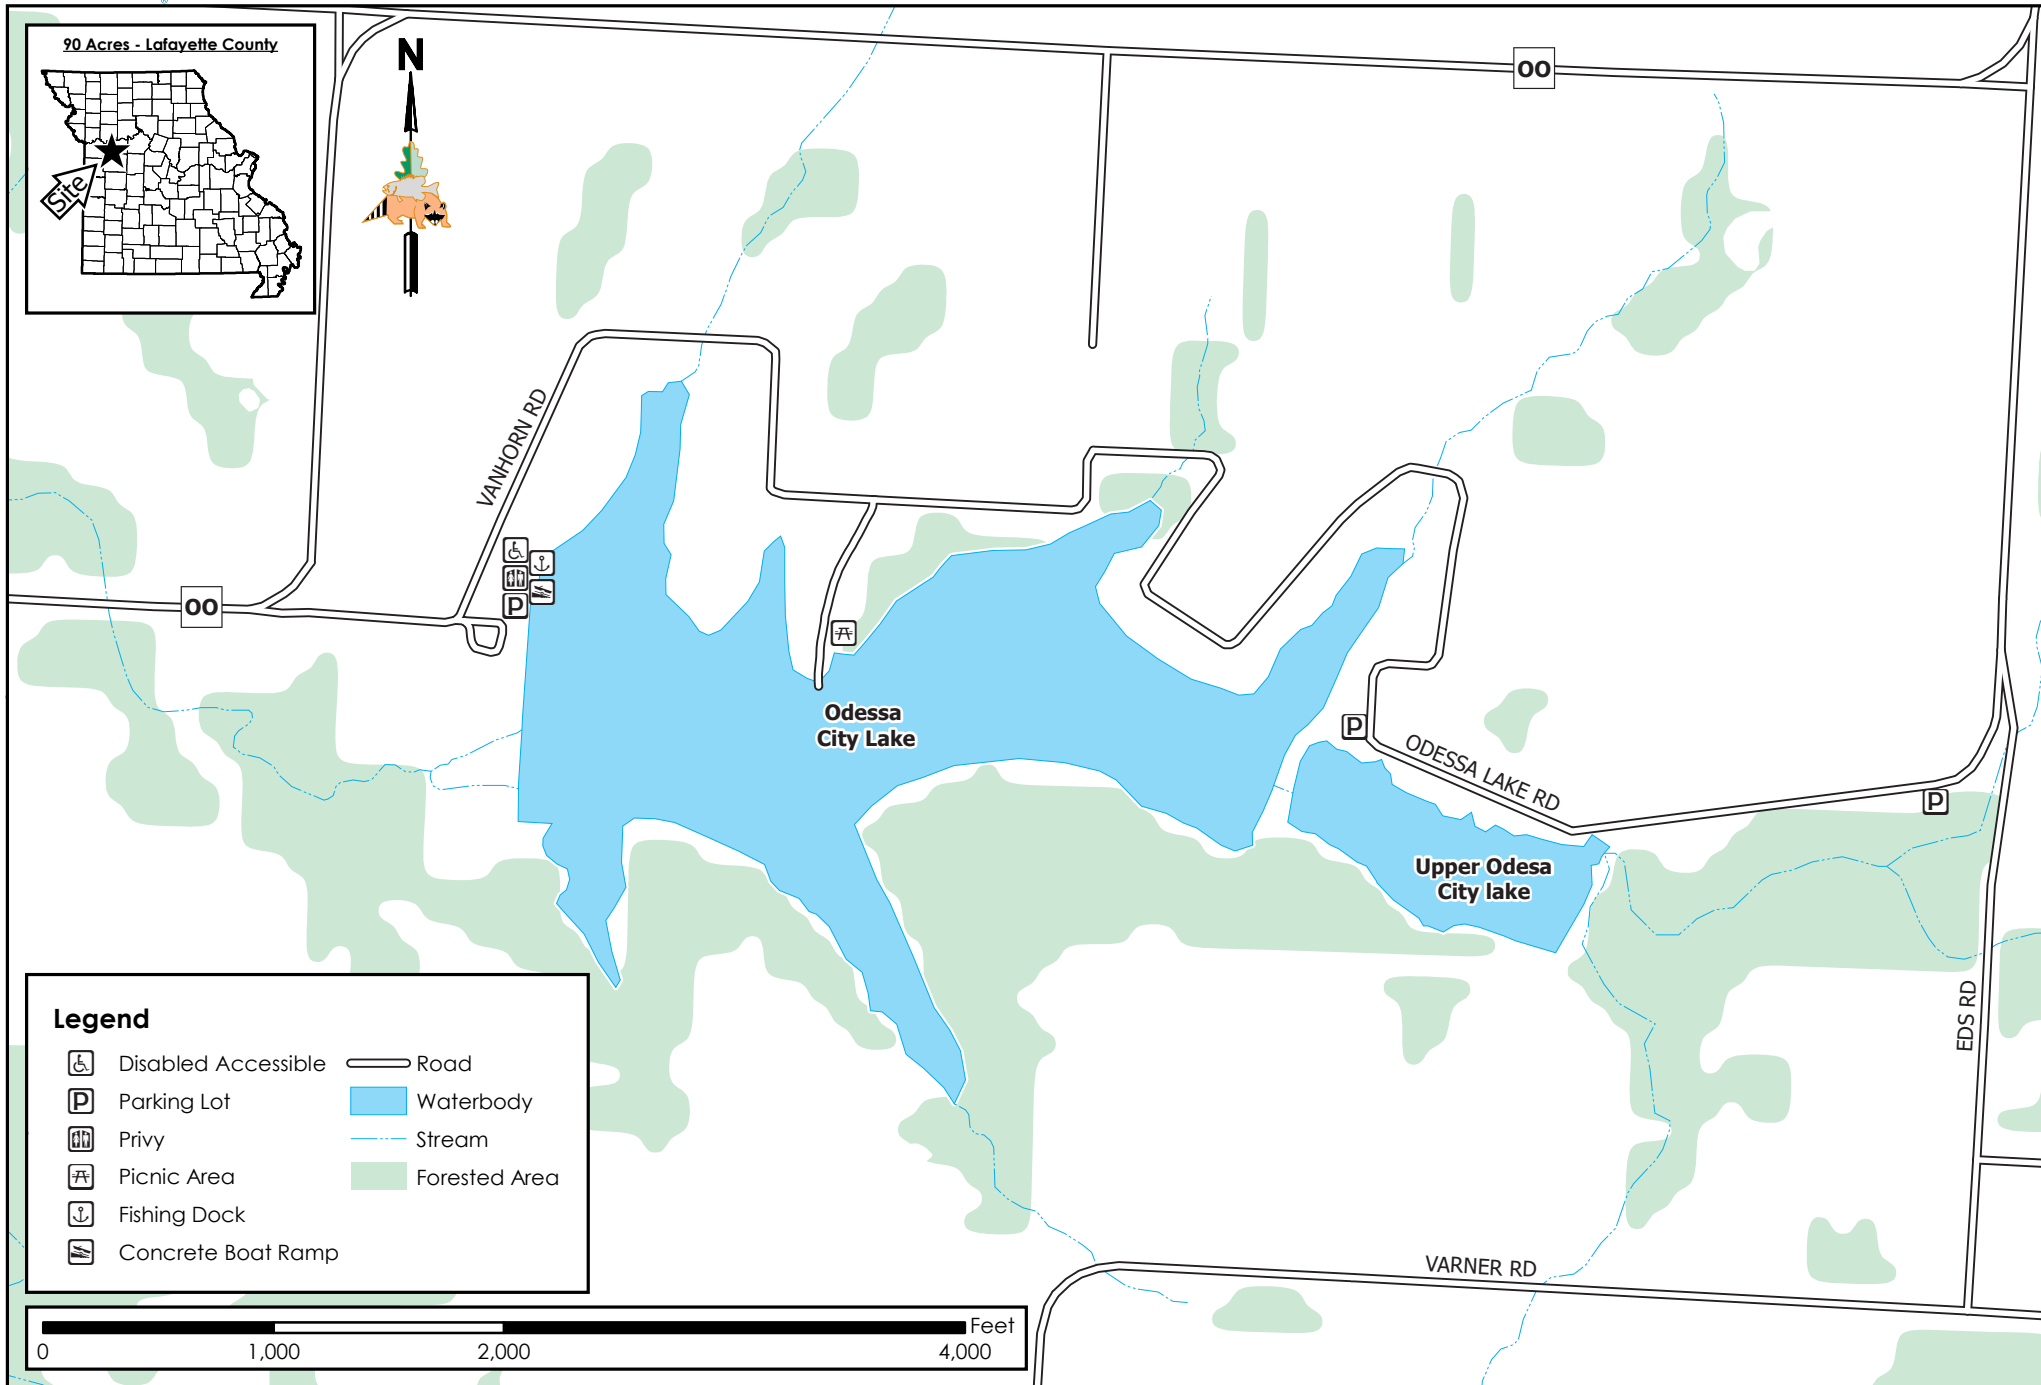 90 Acres - Lafayette County
Site
N
OO
VANHORN RD
OO
Odessa
City Lake
P
P
ODESSA LAKE RD
P
Upper Odesa
City lake
EDS RD
VARNER RD
Legend
Disabled Accessible
P Parking Lot
Privy
Picnic Area
Fishing Dock
Concrete Boat Ramp
Road
Waterbody
Stream
Forested Area
0 1,000 2,000 4,000 Feet